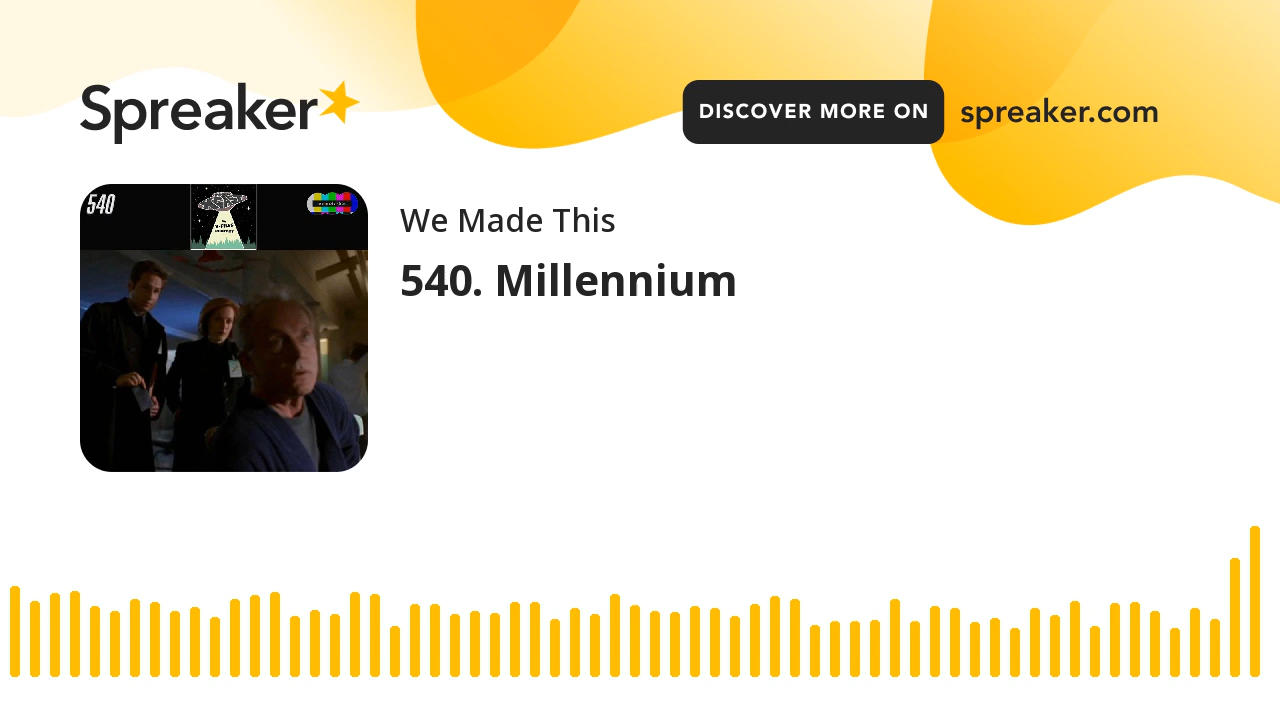 Spreaker
DISCOVER MORE ON
spreaker.com
540
We Made This
540. Millennium